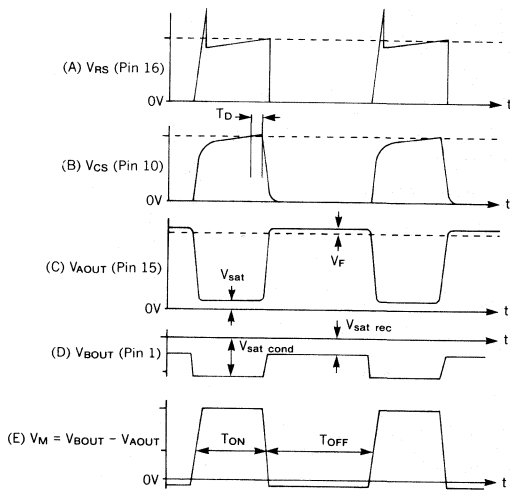 (A) VRS (Pin 16)
0V
t
TD
(B) VCS (Pin 10)
0V
t
(C) VAOUT (Pin 15)
Vsat
VF
0V
t
Vsat rec
t
(D) VBOUT (Pin 1)
Vsat cond
(E) VM = VBOUT - VAOUT
TON
TOFF
0V
t